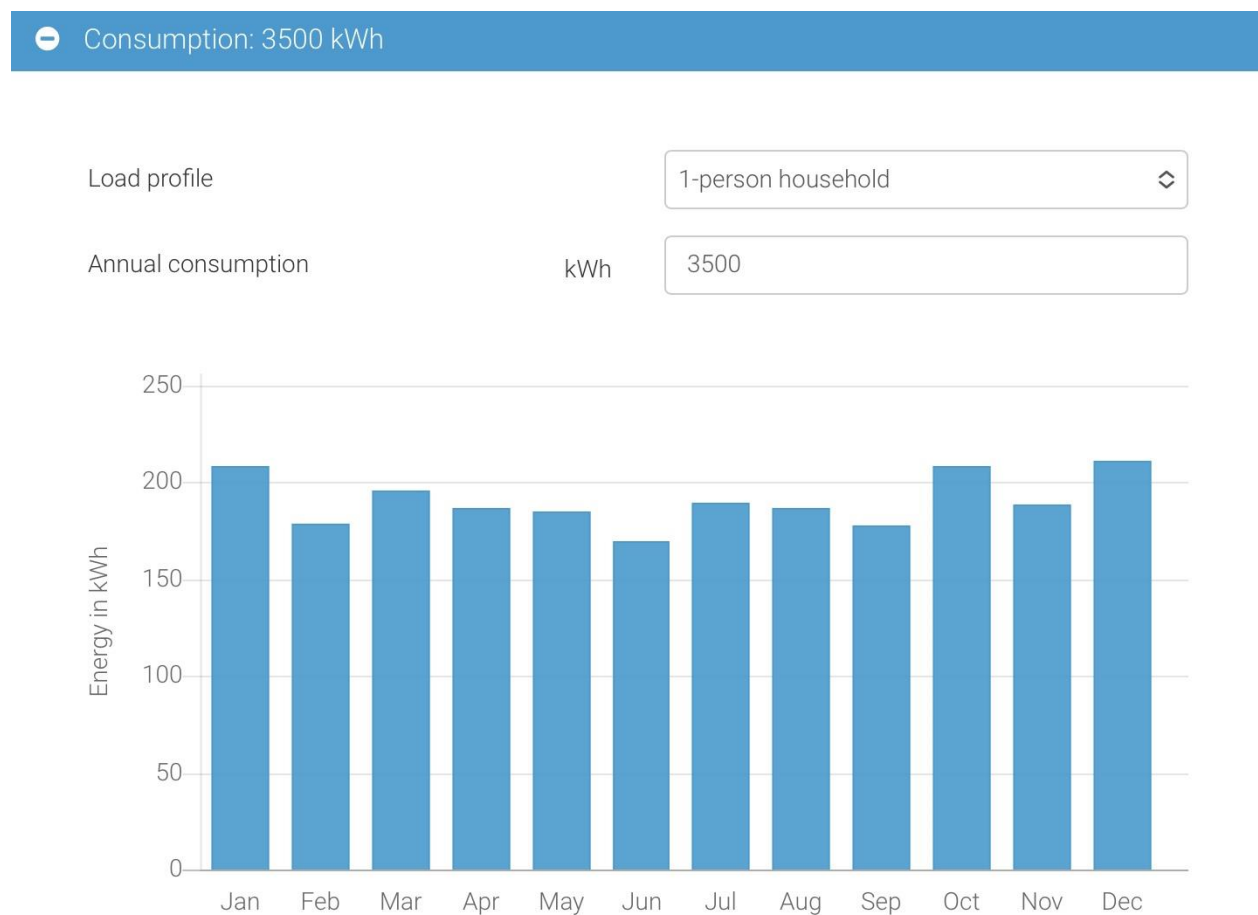 Consumption: 3500 kWh
Load profile
1-person household
Annual consumption kWh 3500
250
200
150
100
50
0
Energy in kWh
Jan Feb Mar Apr May Jun Jul Aug Sep Oct Nov Dec